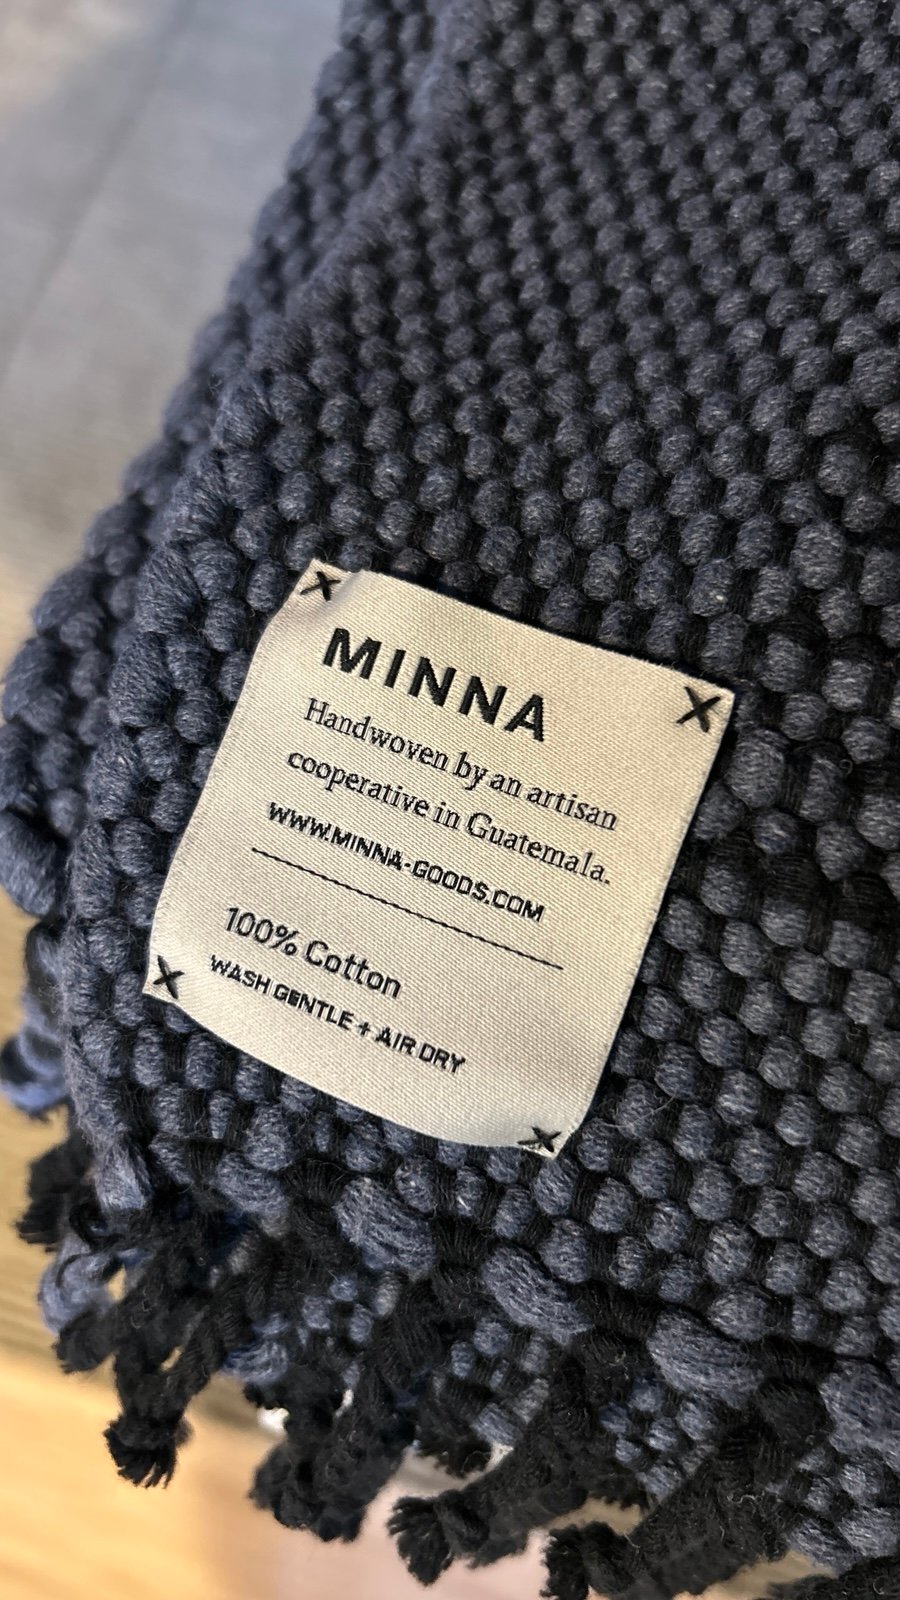 MINNA
Handwoven by an artisan
cooperative in Guatemala.
WWW.MINNA-GOODS.COM
100% Cotton
WASH GENTLE + AIR DRY